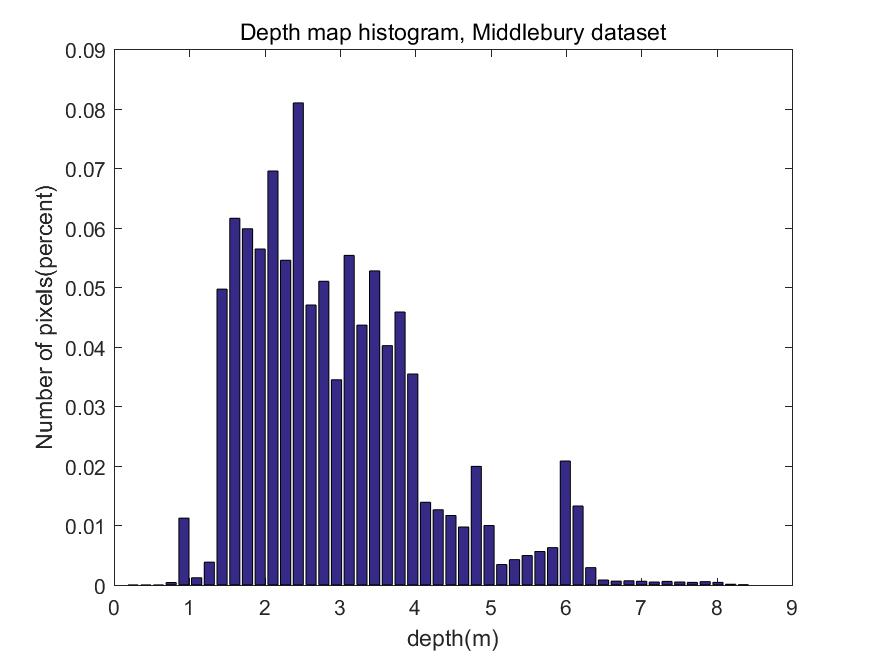 Depth map histogram, Middlebury dataset
0.09
0.08
0.07
0.06
0.05
0.04
0.03
0.02
0.01
0
Number of pixels(percent)
0 1 2 3 4 5 6 7 8 9
depth(m)